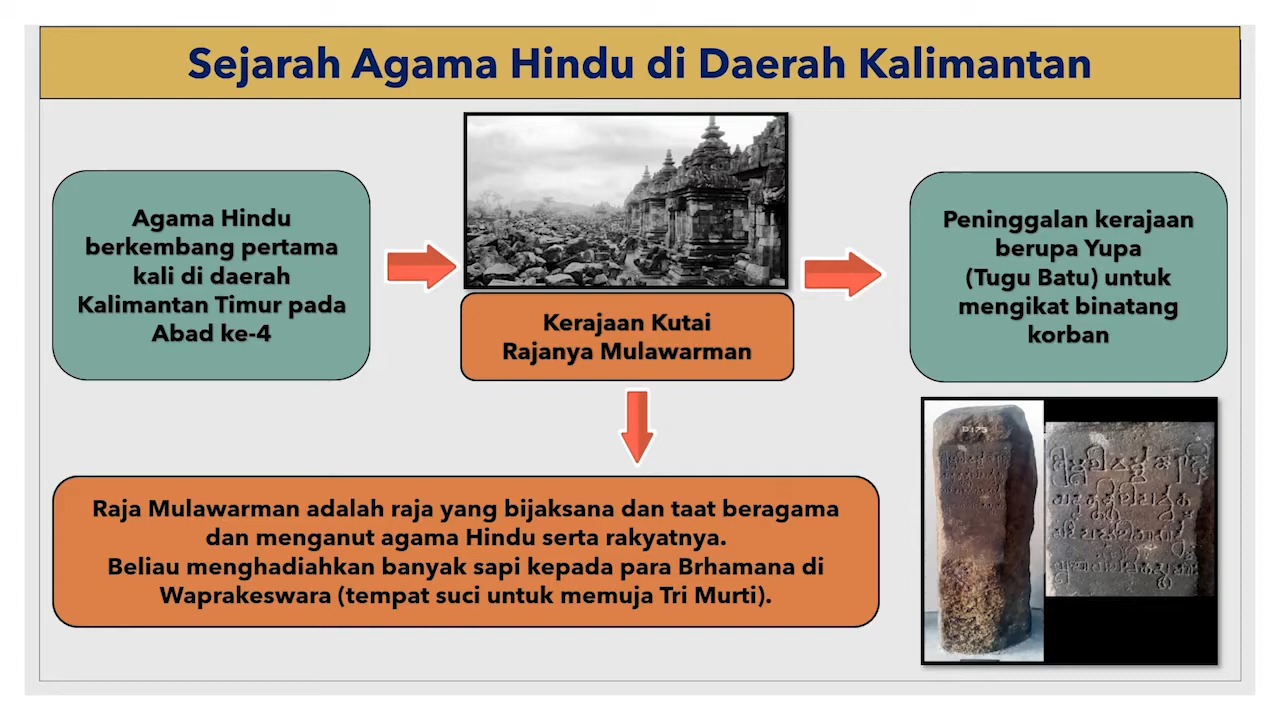 Sejarah Agama Hindu di Daerah Kalimantan
Agama Hindu
berkembang pertama
kali di daerah
Kalimantan Timur pada
Abad ke-4
Kerajaan Kutai
Rajanya Mulawarman
Peninggalan kerajaan
berupa Yupa
(Tugu Batu) untuk
mengikat binatang
korban
Raja Mulawarman adalah raja yang bijaksana dan taat beragama
dan menganut agama Hindu serta rakyatnya.
Beliau menghadiahkan banyak sapi kepada para Brhamana di
Waprakeswara (tempat suci untuk memuja Tri Murti).